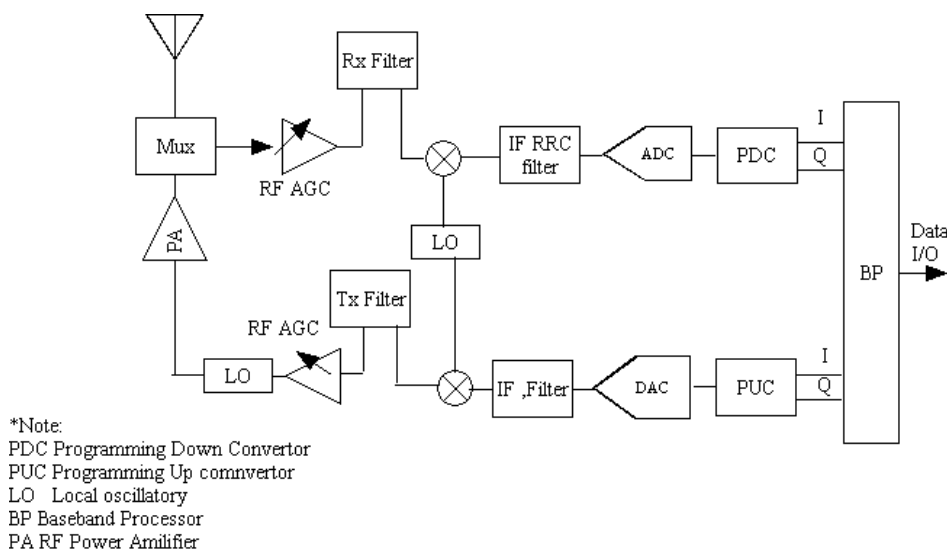 Rx Filter
Mux
RF AGC
IF RRC
filter
ADC
PDC
I
Q
LO
PA
BP
Data
I/O
Tx Filter
RF AGC
LO
IF ,Filter
DAC
PUC
I
Q
*Note:
PDC Programming Down Convertor
PUC Programming Up comnvertor
LO Local oscillatory
BP Baseband Processor
PA RF Power Amilifier